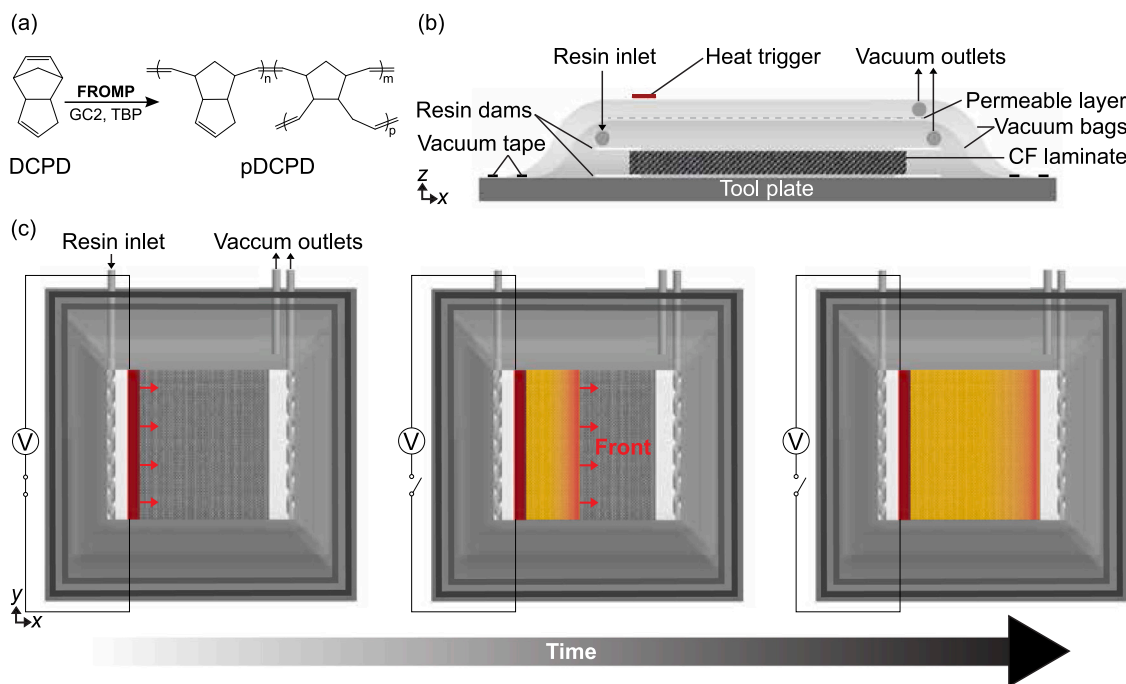 (a)
FROMP
GC2, TBP
n
m
p
DCPD
pDCPD
(b)
Resin inlet
Heat trigger
Vacuum outlets
Resin dams
Permeable layer
Vacuum tape
Vacuum bags
CF laminate
z
x
Tool plate
(c)
Resin inlet
Vaccum outlets
V
V
Front
V
y
x
Time